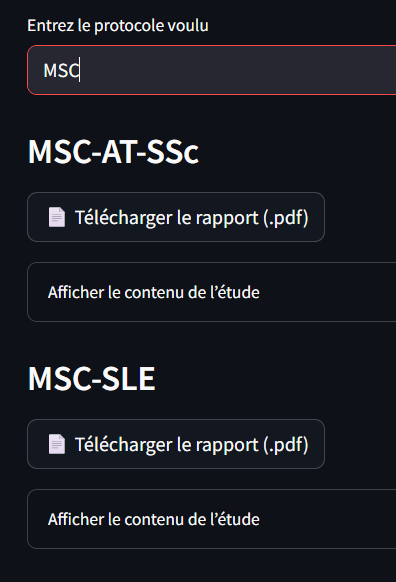 Entrez le protocole voulu
MSC
MSC-AT-SSc
Télécharger le rapport (.pdf)
Afficher le contenu de l’étude
MSC-SLE
Télécharger le rapport (.pdf)
Afficher le contenu de l’étude